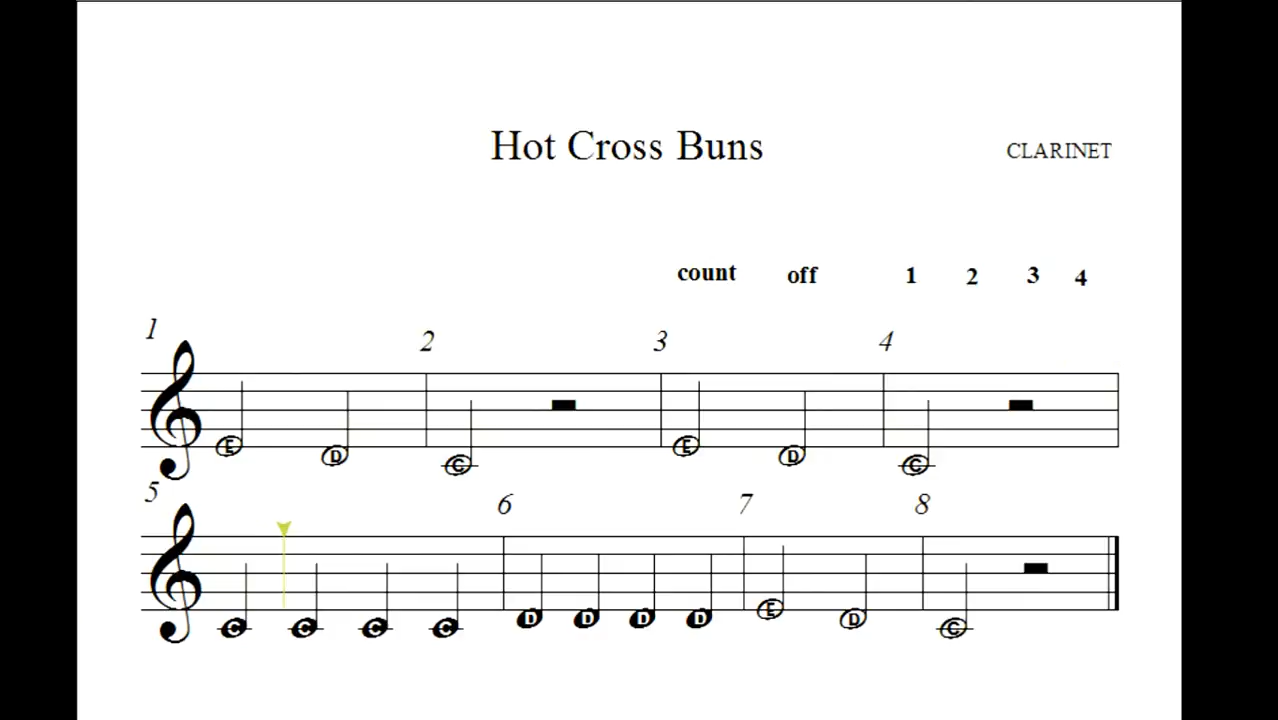 Hot Cross Buns
CLARINET
count off 1 2 3 4
1 2 3 4
E D C E D C
5 6 7 8
C C C C D D D D E D C